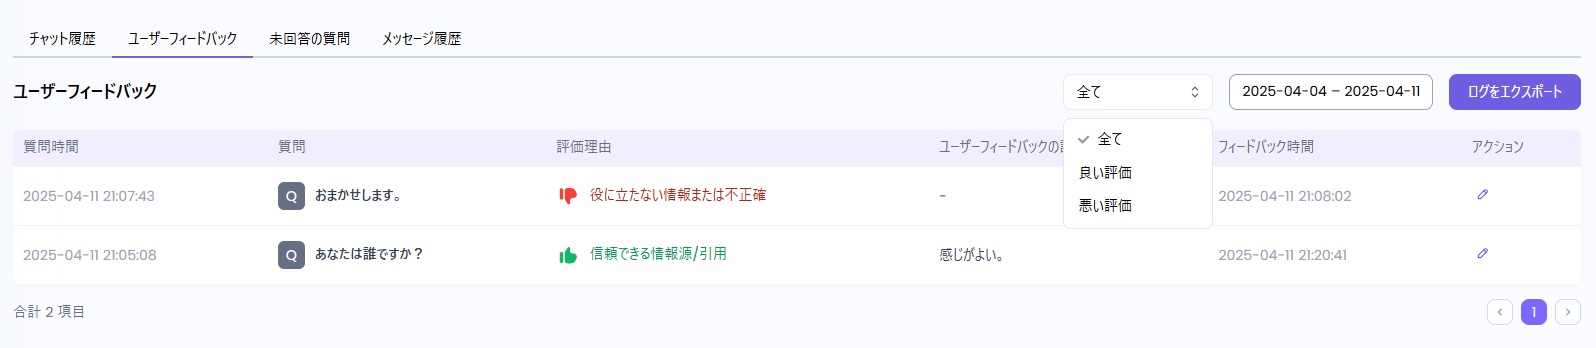 チャット履歴 ユーザーフィードバック 未回答の質問 メッセージ履歴
ユーザーフィードバック 全て 2025-04-04 – 2025-04-11 ログをエクスポート
全て
良い評価
悪い評価
質問時間 質問 評価理由 ユーザーフィードバックの フィードバック時間 アクション
2025-04-11 21:07:43 Q おまかせします。 役に立たない情報または不正確 - 2025-04-11 21:08:02
2025-04-11 21:05:08 Q あなたは誰ですか？ 信頼できる情報源/引用 感じがよい。 2025-04-11 21:20:41
合計 2 項目 1